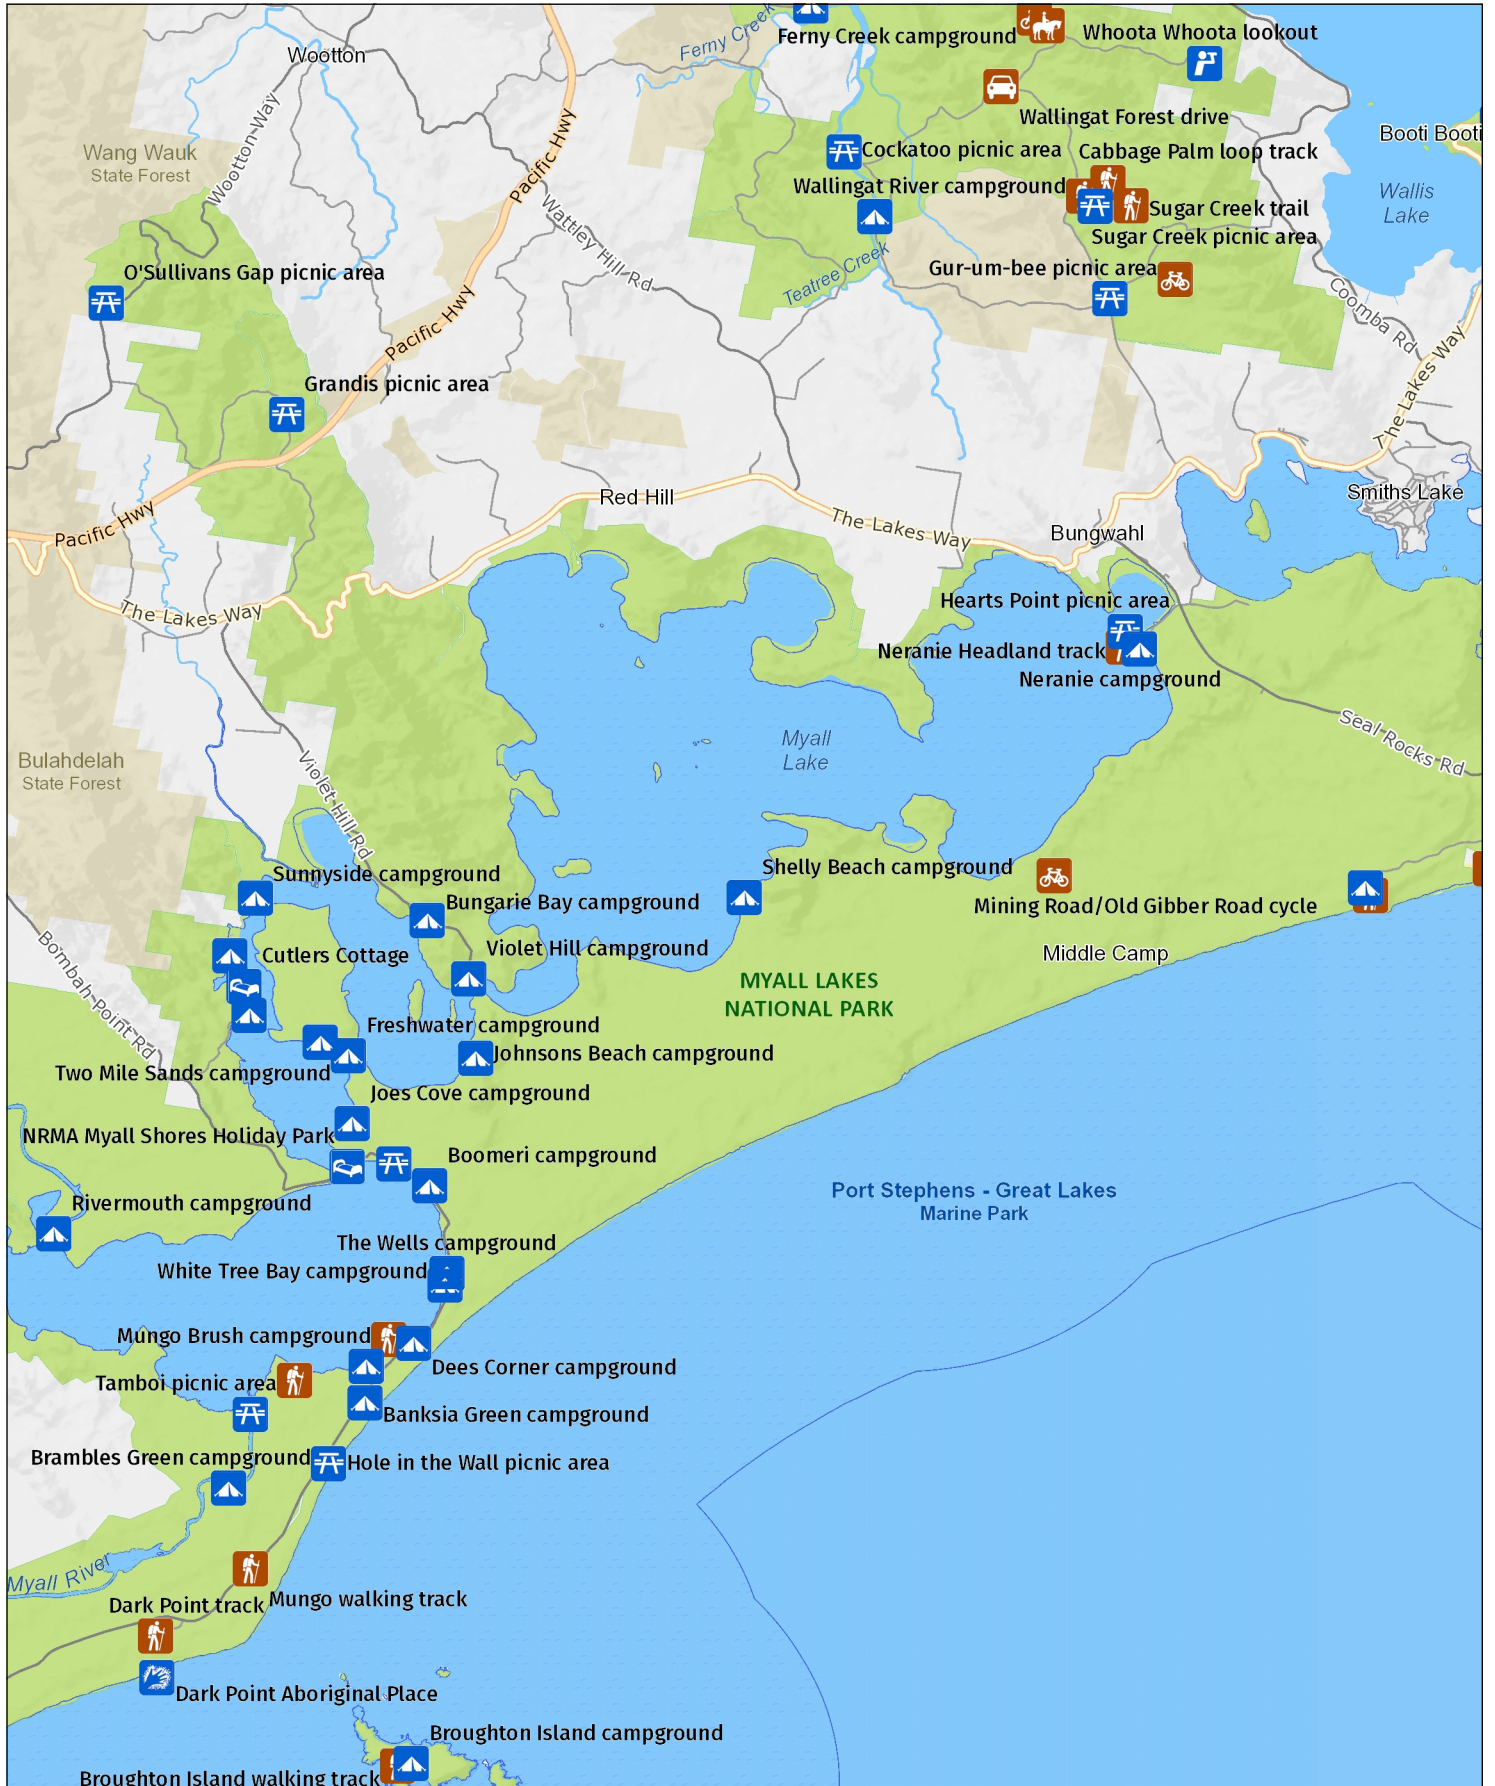 Ferny Creek
Ferny Creek campground
Whoota Whoota lookout
Wootton
Wallingat Forest drive
Wootton Way
Pacific Hwy
Booti Booti
Wang Wauk
State Forest
Cockatoo picnic area
Cabbage Palm loop track
Wallingat River campground
Wallis
Lake
Sugar Creek trail
Sugar Creek picnic area
Wattley Hill Rd
Teatree Creek
O'Sullivans Gap picnic area
Gur-um-bee picnic area
Coomba Rd
Pacific Hwy
The Lakes Way
Grandis picnic area
Red Hill
Smiths Lake
Pacific Hwy
The Lakes Way
Bungwahl
The Lakes Way
Hearts Point picnic area
Neranie Headland track
Neranie campground
Seal Rocks Rd
Myall
Lake
Bulahdelah
State Forest
Violet Hill Rd
Sunnyside campground
Shelly Beach campground
Bungarie Bay campground
Mining Road/Old Gibber Road cycle
Cutlers Cottage
Violet Hill campground
Middle Camp
Bombah Point Rd
MYALL LAKES
NATIONAL PARK
Freshwater campground
Johnsons Beach campground
Two Mile Sands campground
Joes Cove campground
NRMA Myall Shores Holiday Park
Boomeri campground
Rivermouth campground
Port Stephens - Great Lakes
Marine Park
The Wells campground
White Tree Bay campground
Mungo Brush campground
Dees Corner campground
Tamboi picnic area
Banksia Green campground
Brambles Green campground
Hole in the Wall picnic area
Myall River
Mungo walking track
Dark Point track
Dark Point Aboriginal Place
Broughton Island campground
Broughton Island walking track